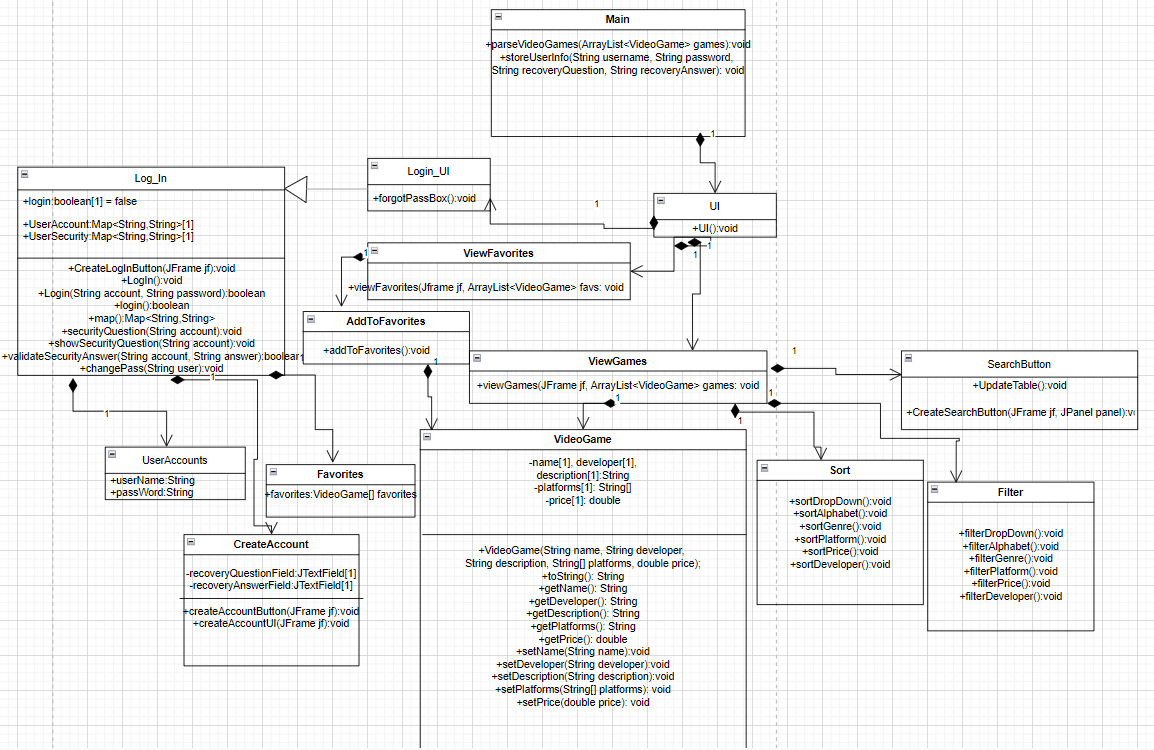 Main
+parseVideoGames(ArrayList<VideoGame> games):void
+storeUserInfo(String username, String password,
String recoveryQuestion, String recoveryAnswer): void
1
Log_In
+login:boolean[1] = false
+UserAccount:Map<String,String>[1]
+UserSecurity:Map<String,String>[1]
+CreateLogInButton(JFrame jf):void
+LogIn():void
+Login(String account, String password):boolean
+login():boolean
+map():Map<String,String>
+securityQuestion(String account):void
+showSecurityQuestion(String account):void
+validateSecurityAnswer(String account, String answer):boolean
+changePass(String user):void
1
1
1
Login_UI
+forgotPassBox():void
1
UI
+UI():void
1
1
ViewFavorites
+viewFavorites(Jframe jf, ArrayList<VideoGame> favs: void
1
AddToFavorites
+addToFavorites():void
1
ViewGames
+viewGames(JFrame jf, ArrayList<VideoGame> games: void
1
1
1
1
SearchButton
+UpdateTable():void
+CreateSearchButton(JFrame jf, JPanel panel):v
UserAccounts
+userName:String
+passWord:String
Favorites
+favorites:VideoGame[] favorites
CreateAccount
-recoveryQuestionField:JTextField[1]
-recoveryAnswerField:JTextField[1]
+createAccountButton(JFrame jf):void
+createAccountUI(JFrame jf):void
VideoGame
-name[1], developer[1],
description[1]:String
-platforms[1]: String[]
-price[1]: double
+VideoGame(String name, String developer,
String description, String[] platforms, double price);
+toString(): String
+getName(): String
+getDeveloper(): String
+getDescription(): String
+getPlatforms(): String
+getPrice(): double
+setName(String name):void
+setDeveloper(String developer):void
+setDescription(String description):void
+setPlatforms(String[] platforms): void
+setPrice(double price): void
Sort
+sortDropDown():void
+sortAlphabet():void
+sortGenre():void
+sortPlatform():void
+sortPrice():void
+sortDeveloper():void
Filter
+filterDropDown():void
+filterAlphabet():void
+filterGenre():void
+filterPlatform():void
+filterPrice():void
+filterDeveloper():void